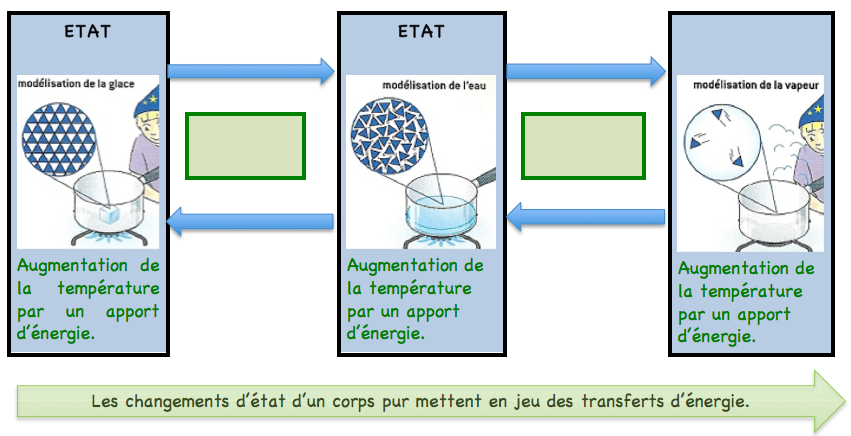 ETAT
modélisation de la glace
Augmentation de
la température
par un apport
d'énergie.
ETAT
modélisation de l'eau
Augmentation de
la température
par un apport
d'énergie.
modélisation de la vapeur
Augmentation de
la température
par un apport
d'énergie.
Les changements d'état d'un corps pur mettent en jeu des transferts d'énergie.